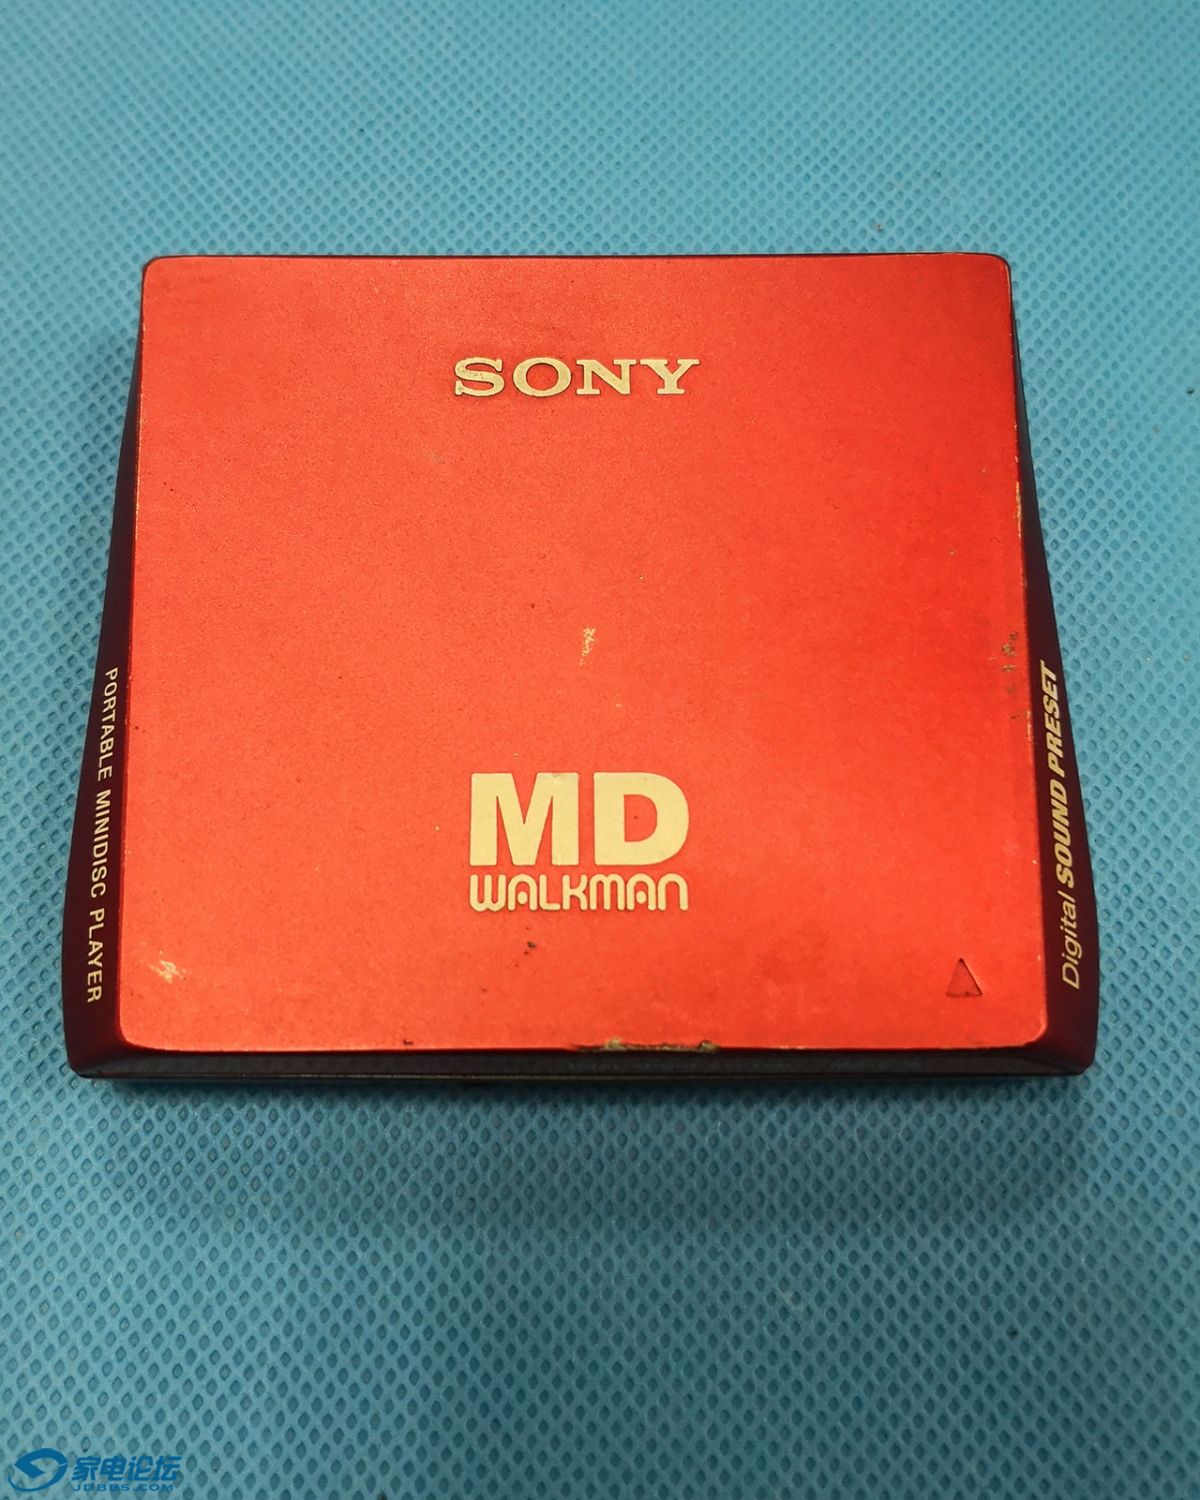 SONY
MD
WALKMAN
PORTABLE MINIDISC PLAYER
Digital SOUND PRESET
家电论坛
JDBBS.COM